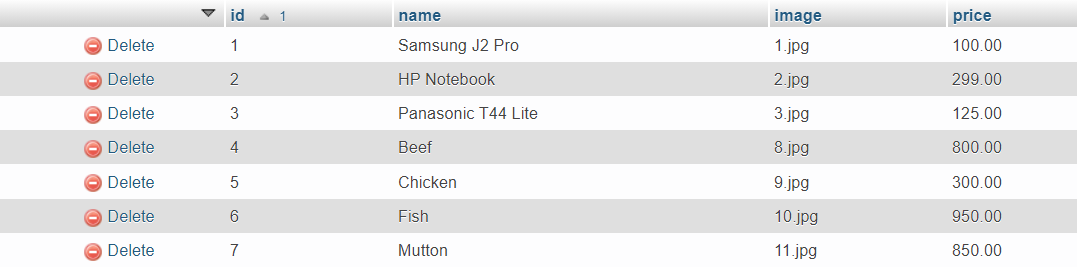 id 1 name image price
Delete 1 Samsung J2 Pro 1.jpg 100.00
Delete 2 HP Notebook 2.jpg 299.00
Delete 3 Panasonic T44 Lite 3.jpg 125.00
Delete 4 Beef 8.jpg 800.00
Delete 5 Chicken 9.jpg 300.00
Delete 6 Fish 10.jpg 950.00
Delete 7 Mutton 11.jpg 850.00